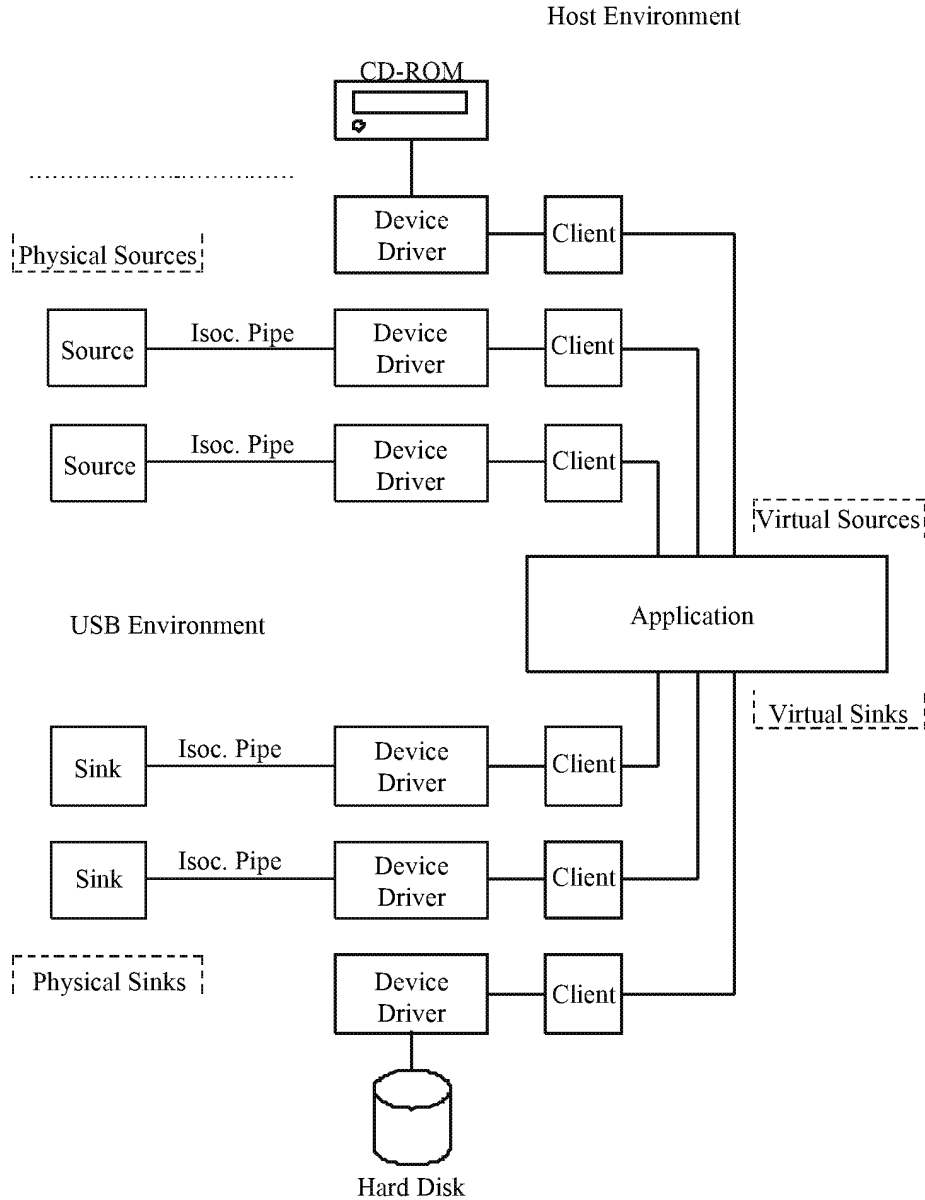 Host Environment
CD-ROM
Device
Driver
Client
Physical Sources
Source
Isoc. Pipe
Device
Driver
Client
Source
Isoc. Pipe
Device
Driver
Client
Virtual Sources
Application
USB Environment
Virtual Sinks
Sink
Isoc. Pipe
Device
Driver
Client
Sink
Isoc. Pipe
Device
Driver
Client
Physical Sinks
Device
Driver
Client
Hard Disk